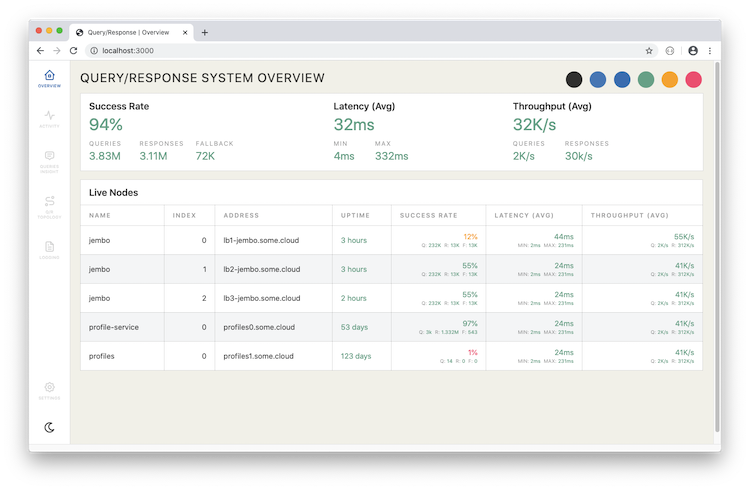 Query/Response | Overview
localhost:3000
OVERVIEW
ACTIVITY
SETTINGS
QUERY/RESPONSE SYSTEM OVERVIEW
Success Rate
94%
QUERIES RESPONSES FALLBACK
3.83M 3.11M 72K
Latency (Avg)
32ms
MIN MAX
4ms 332ms
Throughput (Avg)
32K/s
QUERIES RESPONSES
2K/s 30k/s
Live Nodes
NAME INDEX ADDRESS UPTIME SUCCESS RATE LATENCY (AVG) THROUGHPUT (AVG)
jembo 0 lb1-jembo.some.cloud 3 hours 12% 44ms 55K/s
Q: 232K R: 13K F: 13K MIN: 2ms MAX: 231ms Q: 2K/s R: 312K/s
jembo 1 lb2-jembo.some.cloud 3 hours 55% 24ms 41K/s
Q: 232K R: 13K F: 13K MIN: 2ms MAX: 231ms Q: 2K/s R: 312K/s
jembo 2 lb3-jembo.some.cloud 2 hours 55% 24ms 41K/s
Q: 232K R: 13K F: 13K MIN: 2ms MAX: 231ms Q: 2K/s R: 312K/s
profile-service 0 profiles0.some.cloud 53 days 97% 24ms 41K/s
Q: 3k R: 1.332M F: 543 MIN: 2ms MAX: 231ms Q: 2K/s R: 312K/s
profiles 0 profiles1.some.cloud 123 days 1% 24ms 41K/s
Q: 14 R: 0 F: 0 MIN: 2ms MAX: 231ms Q: 2K/s R: 312K/s